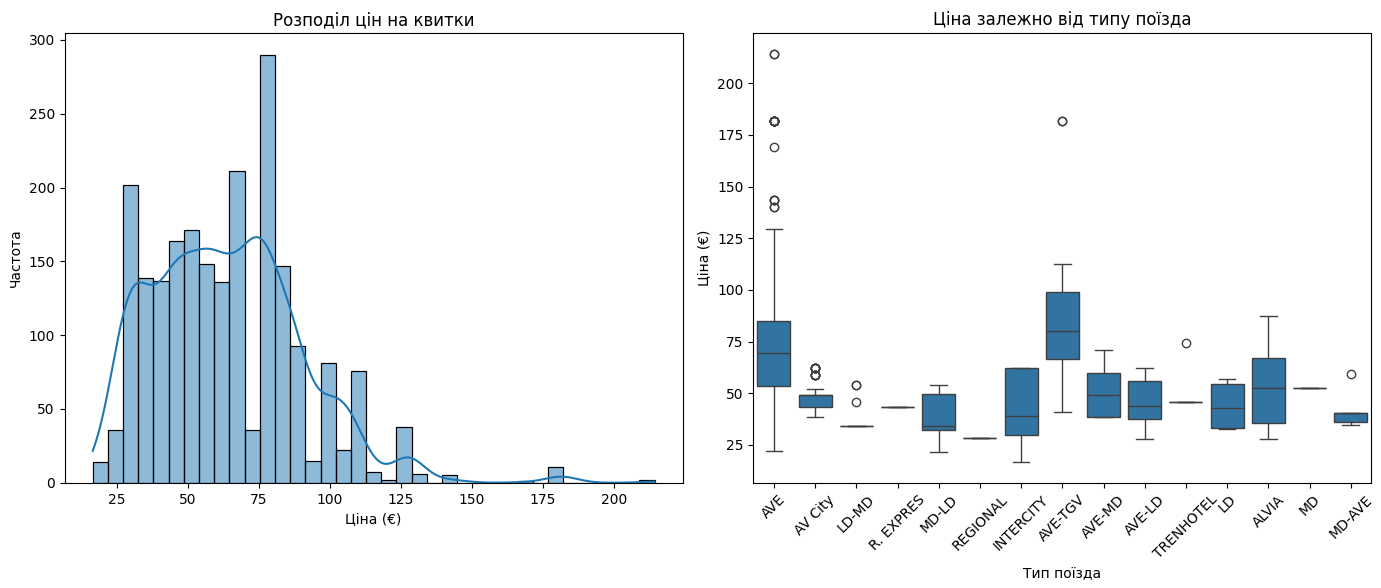 Розподіл цін на квитки
300
250
200
150
100
50
0
Частота
25 50 75 100 125 150 175 200
Ціна (€)
Ціна залежно від типу поїзда
200
175
150
125
100
75
50
25
Ціна (€)
AVE AV City LD-MD R. EXPRES MD-LD REGIONAL INTERCITY AVE-TGV AVE-MD AVE-LD TRENHOTEL LD ALVIA MD MD-AVE
Тип поїзда